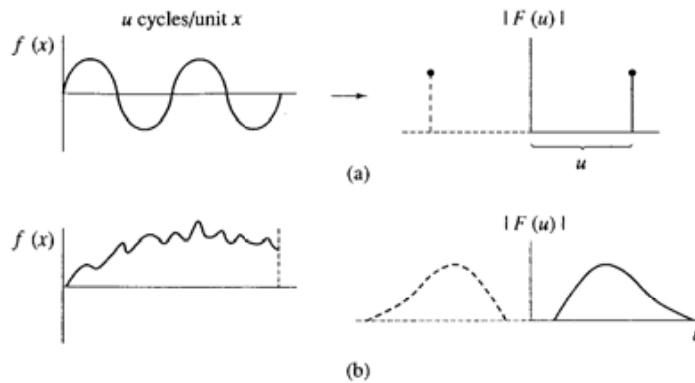 u cycles/unit x
f (x)
| F (u) |
u
(a)
f (x)
| F (u) |
(b)